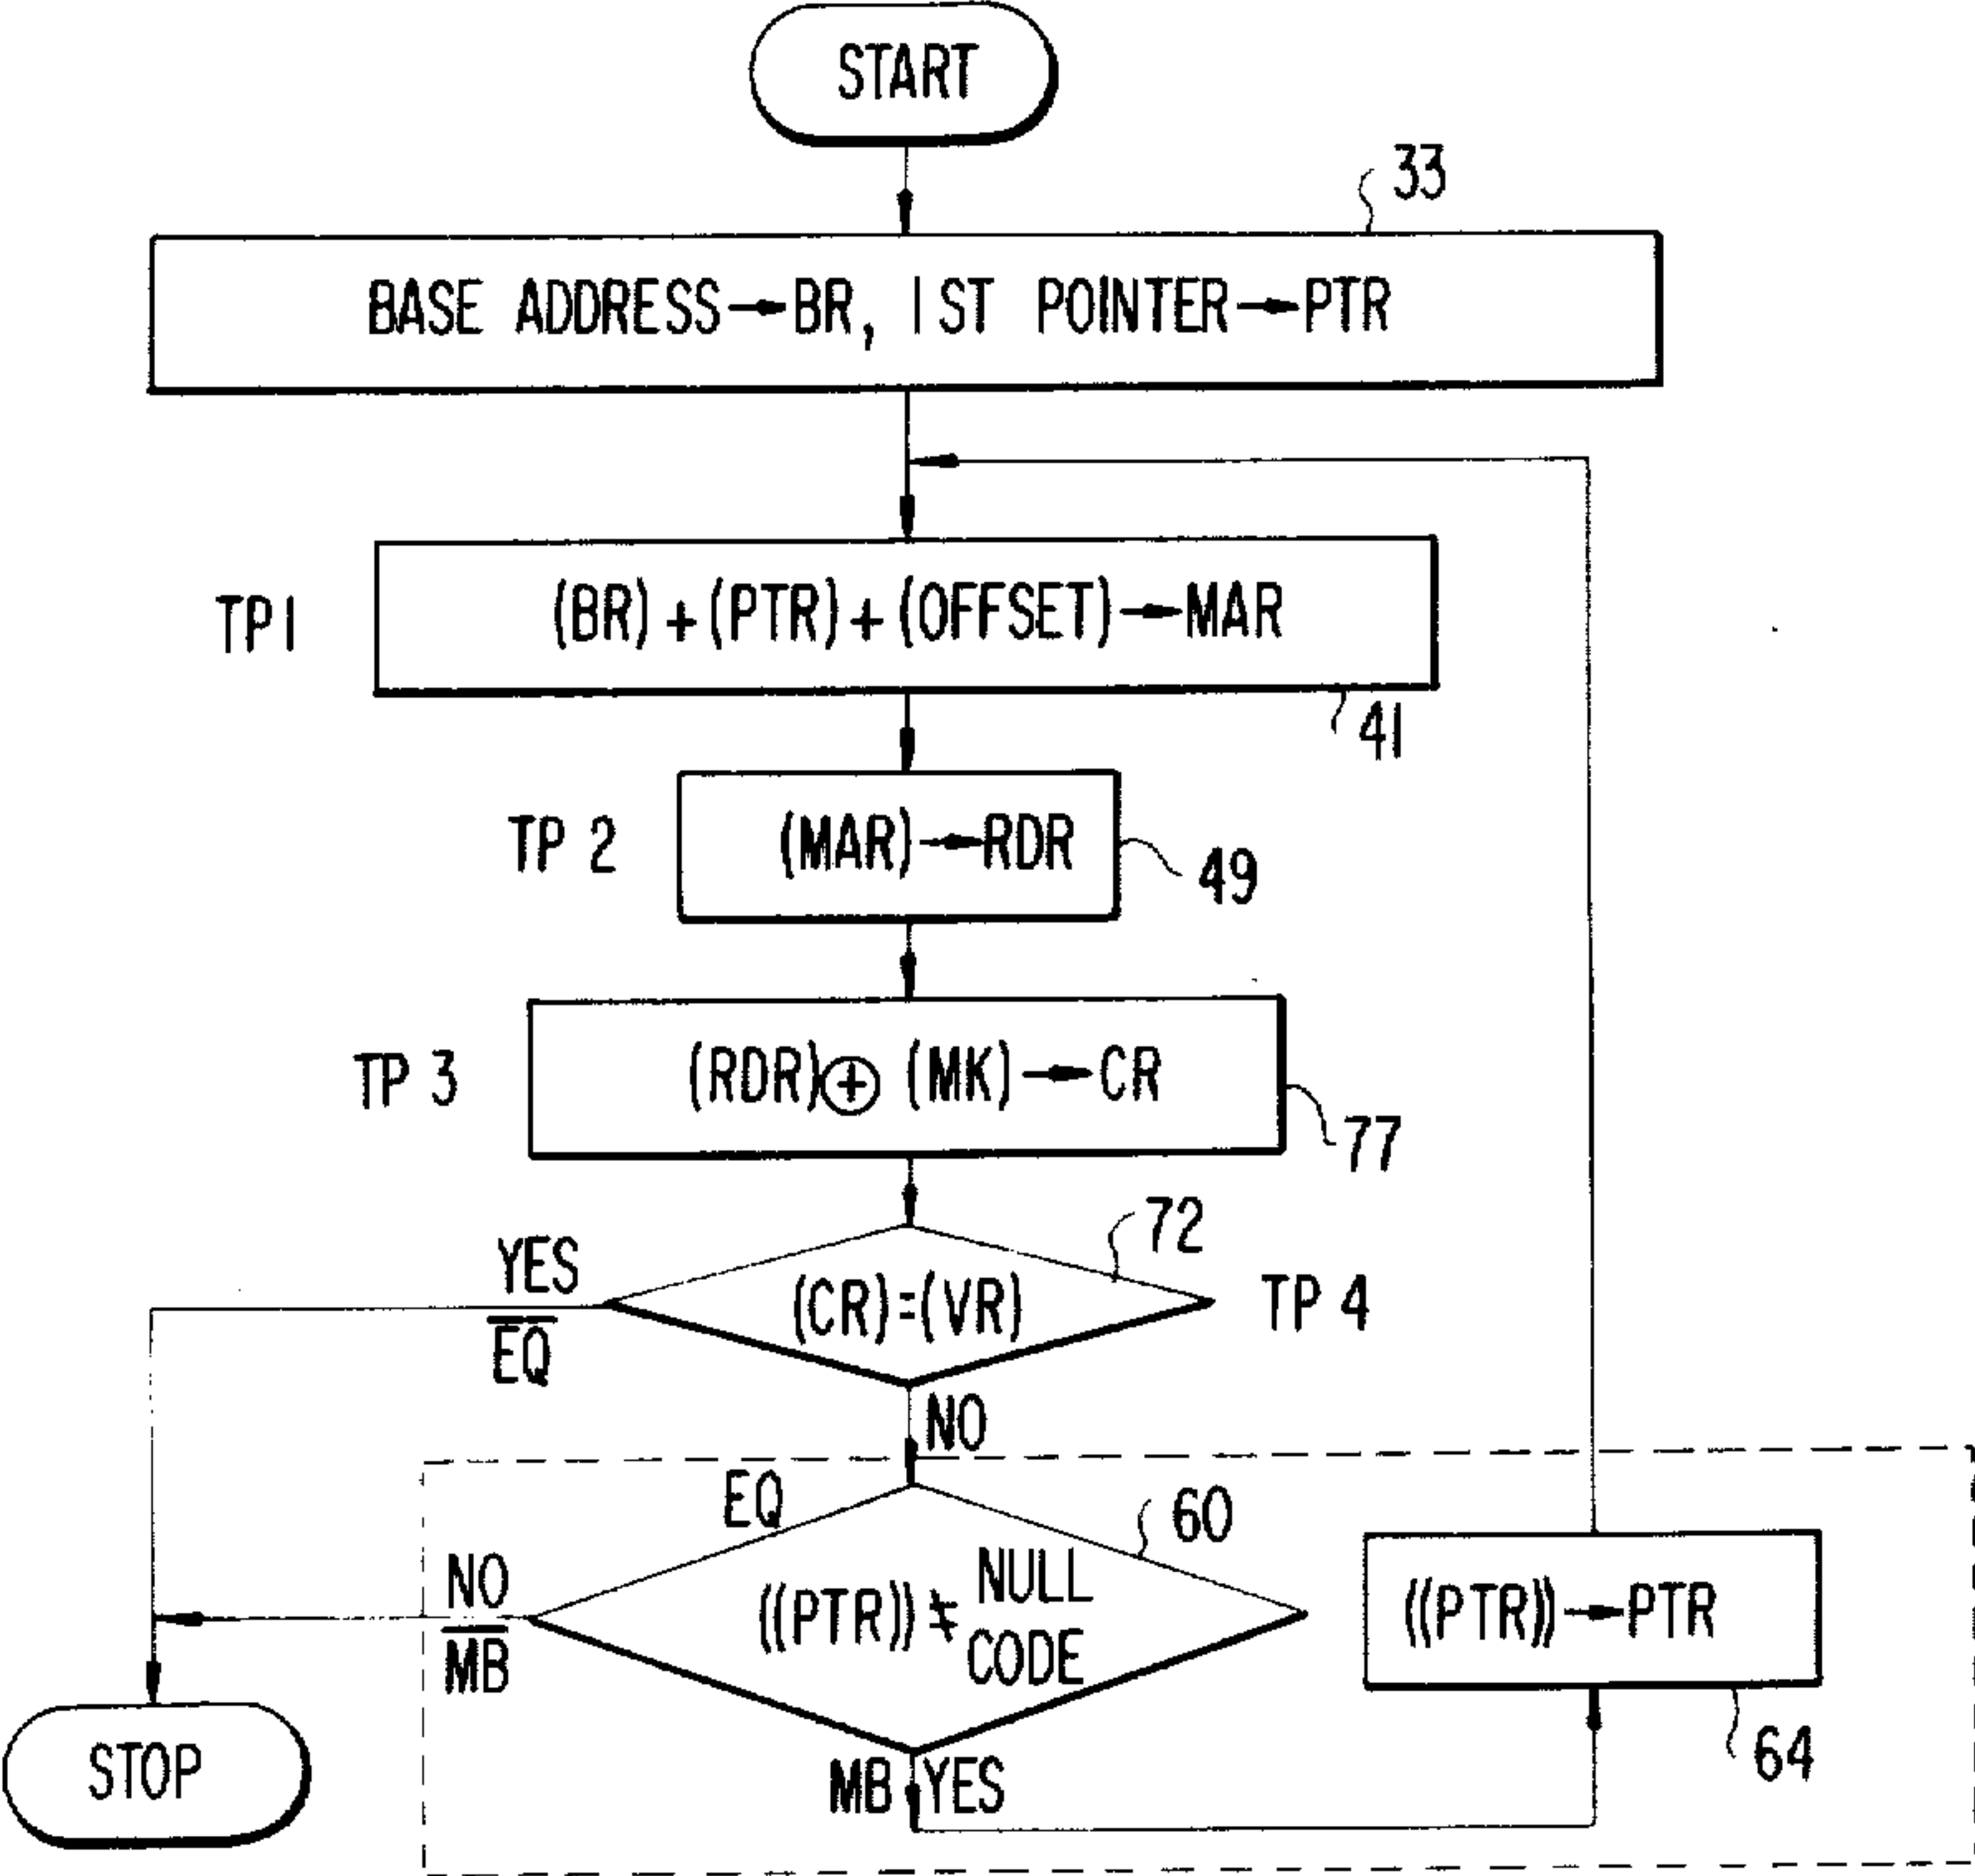 START
33
BASE ADDRESS→BR, 1ST POINTER→PTR
TP1
(BR)+(PTR)+(OFFSET)→MAR
41
TP 2
(MAR)→RDR
49
TP 3
(RDR)⊕ (MK)→CR
77
72
YES
(CR)=(VR)
TP 4
E̅Q̅
NO
EQ
60
NO
NULL
((PTR))≠
CODE
((PTR))→PTR
M̅B̅
STOP
MB YES
64